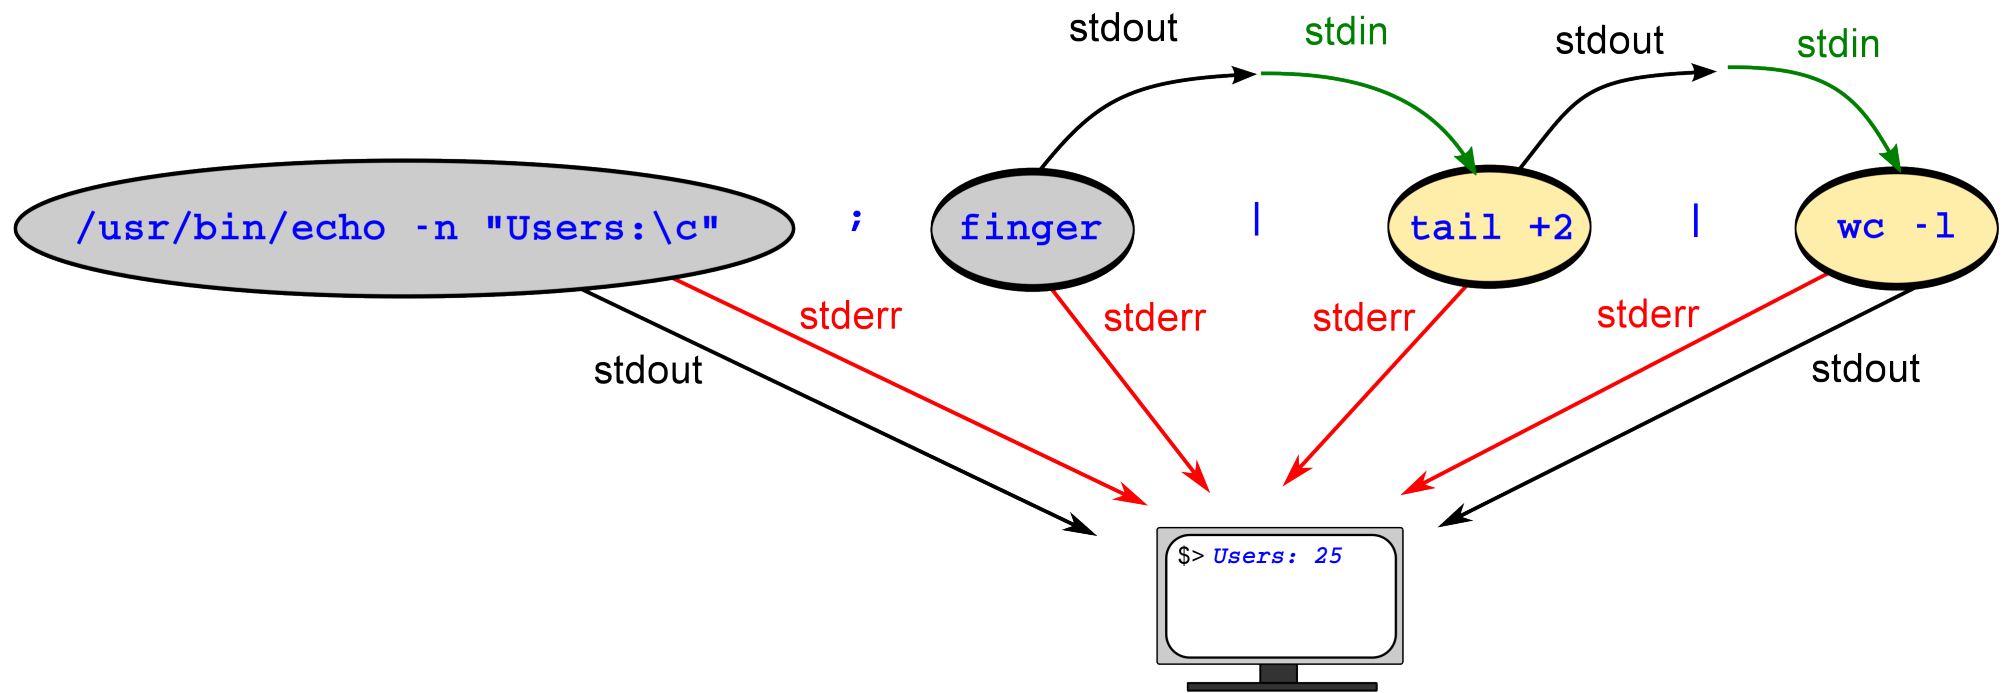 stdout stdin stdout stdin
/usr/bin/echo -n "Users:\c" ; finger | tail +2 | wc -l
stderr stderr stderr stderr
stdout stdout
$> Users: 25